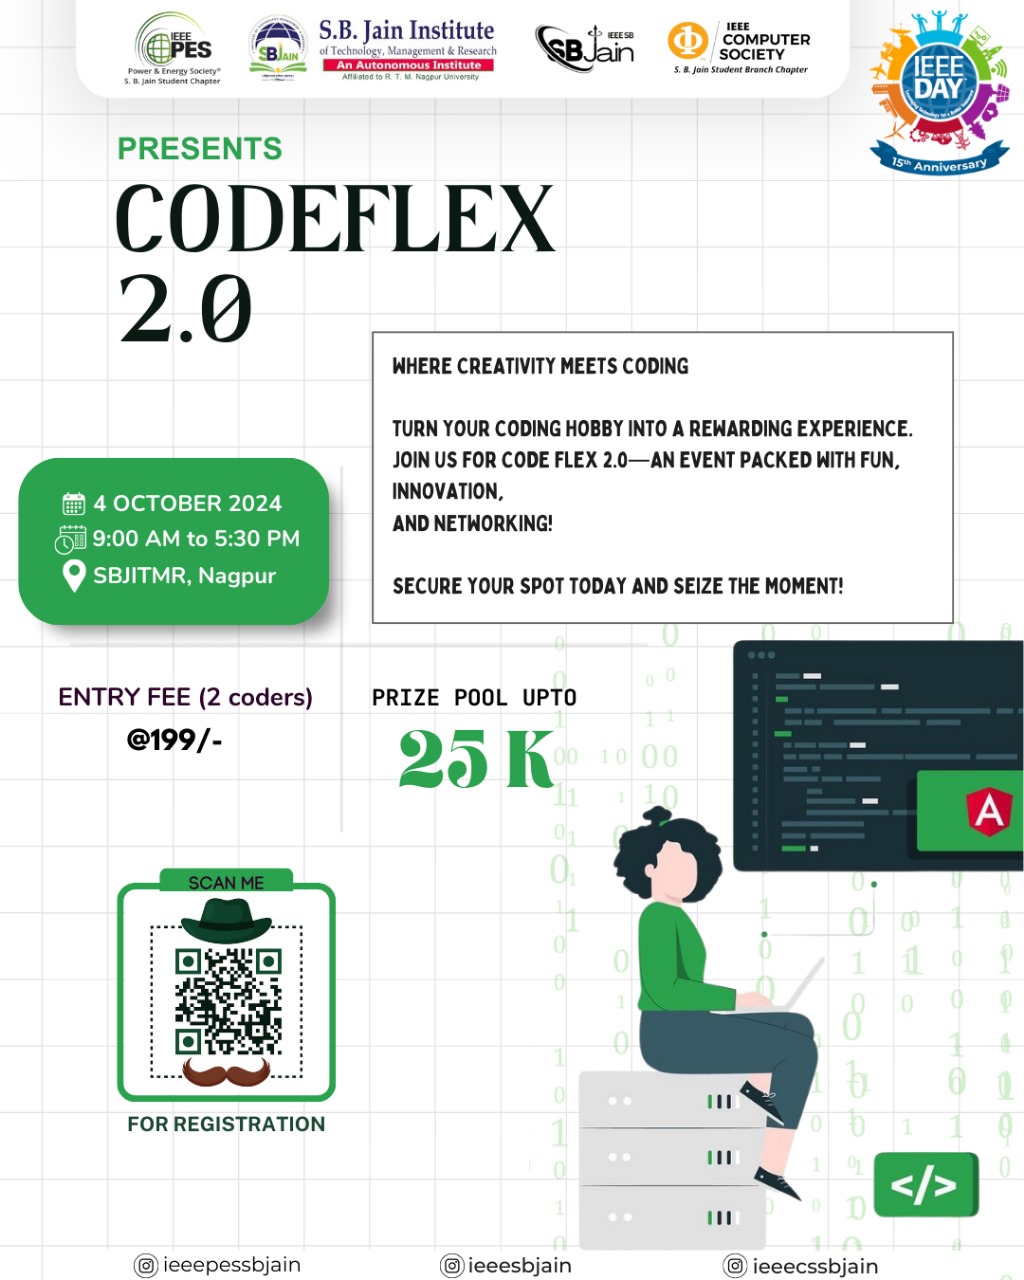 IEEE
PES
Power & Energy Society®
S. B. Jain Student Chapter
SBJAIN
S.B. Jain Institute
of Technology, Management & Research
An Autonomous Institute
Affiliated to R. T. M. Nagpur University
IEEE SB
SBJain
IEEE
COMPUTER
SOCIETY
S. B. Jain Student Branch Chapter
IEEE
DAY
15th Anniversary
PRESENTS
CODEFLEX
2.0
WHERE CREATIVITY MEETS CODING
TURN YOUR CODING HOBBY INTO A REWARDING EXPERIENCE.
JOIN US FOR CODE FLEX 2.0—AN EVENT PACKED WITH FUN,
INNOVATION,
AND NETWORKING!
SECURE YOUR SPOT TODAY AND SEIZE THE MOMENT!
4 OCTOBER 2024
9:00 AM to 5:30 PM
SBJITMR, Nagpur
ENTRY FEE (2 coders)
@199/-
PRIZE POOL UPTO
25 K
A
SCAN ME
FOR REGISTRATION
</>
ieeepessbjain
ieeesbjain
ieeecssbjain